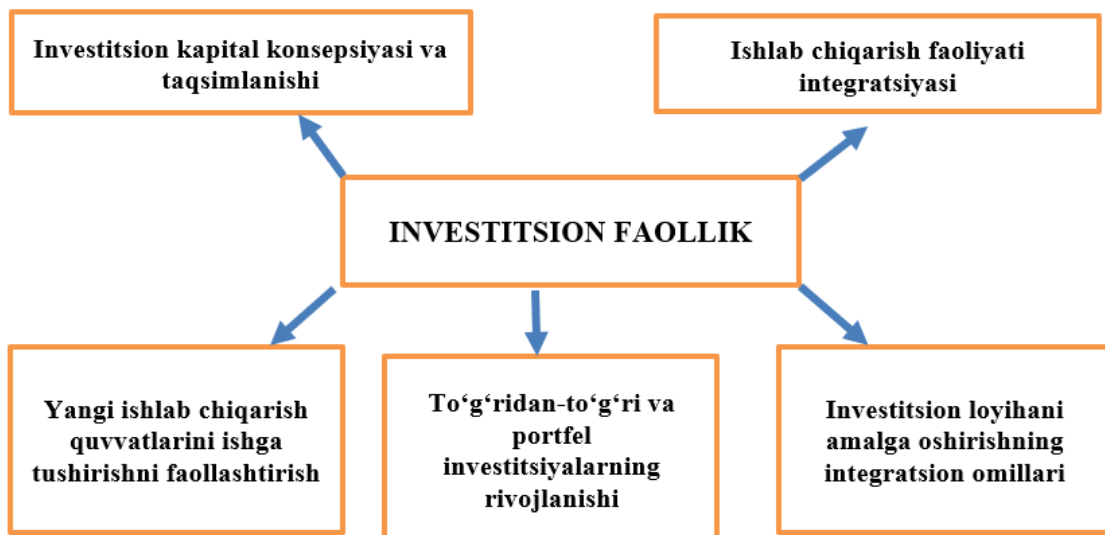 Investitsion kapital konsepsiyasi va
taqsimlanishi
Ishlab chiqarish faoliyati
integratsiyasi
INVESTITSION FAOLLIK
Yangi ishlab chiqarish
quvvatlarini ishga
tushirishni faollashtirish
To‘g‘ridan-to‘g‘ri va
portfel
investitsiyalarning
rivojlanishi
Investitsion loyihani
amalga oshirishning
integratsion omillari